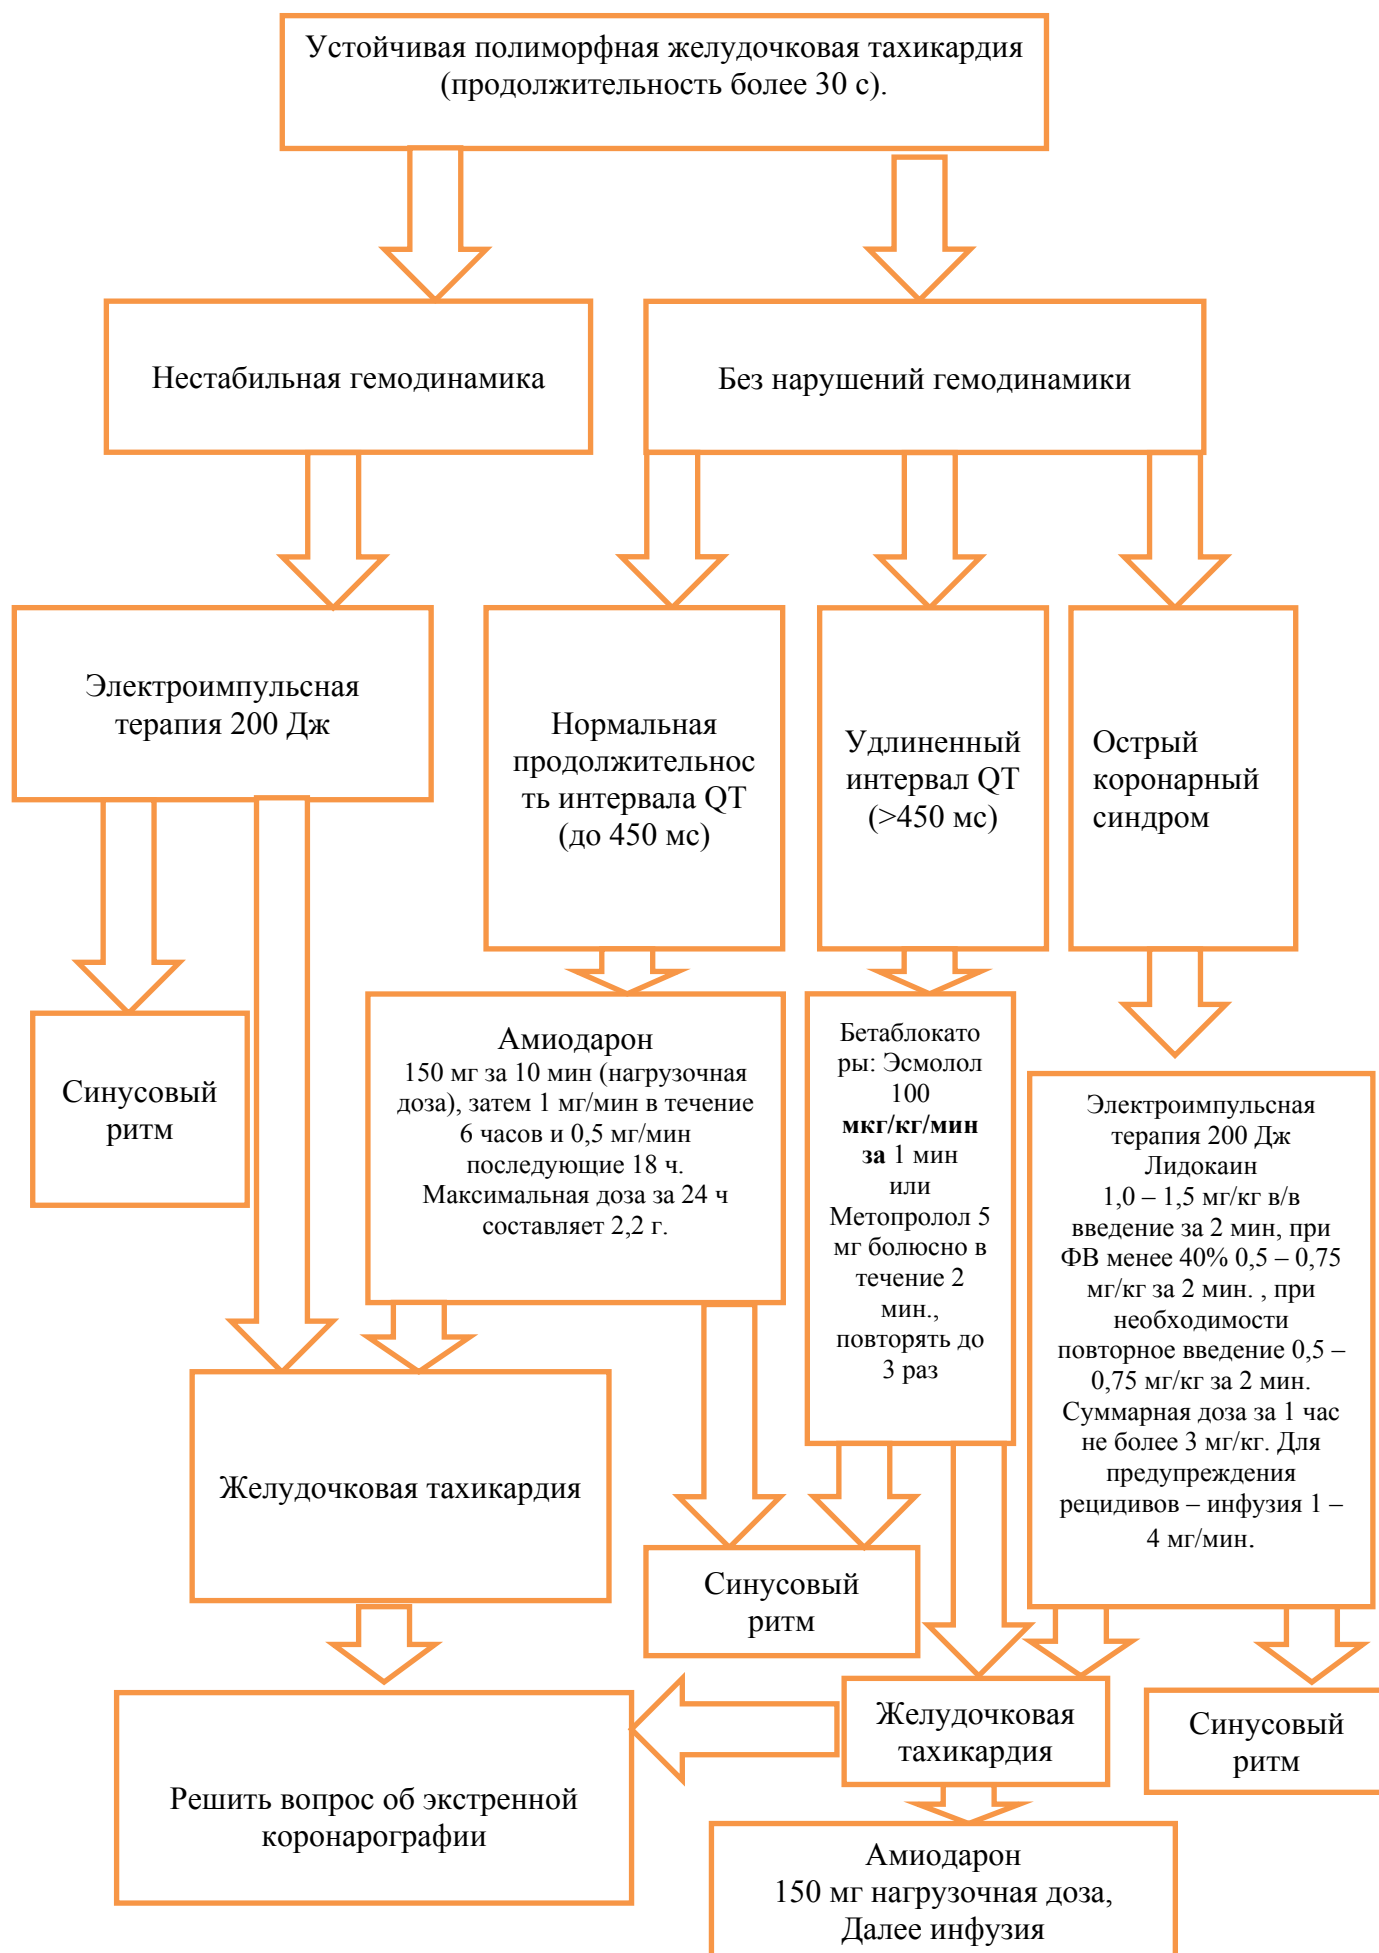 Устойчивая полиморфная желудочковая тахикардия
(продолжительность более 30 с).
Нестабильная гемодинамика
Без нарушений гемодинамики
Электроимпульсная
терапия 200 Дж
Нормальная
продолжительнос
ть интервала QT
(до 450 мс)
Удлиненный
интервал QT
(>450 мс)
Острый
коронарный
синдром
Синусовый
ритм
Амиодарон
150 мг за 10 мин (нагрузочная
доза), затем 1 мг/мин в течение
6 часов и 0,5 мг/мин
последующие 18 ч.
Максимальная доза за 24 ч
составляет 2,2 г.
Бетаблокато
ры: Эсмолол
100
мкг/кг/мин
за 1 мин
или
Метопролол 5
мг болюсно в
течение 2
мин.,
повторять до
3 раз
Электроимпульсная
терапия 200 Дж
Лидокаин
1,0 – 1,5 мг/кг в/в
введение за 2 мин, при
ФВ менее 40% 0,5 – 0,75
мг/кг за 2 мин. , при
необходимости
повторное введение 0,5 –
0,75 мг/кг за 2 мин.
Суммарная доза за 1 час
не более 3 мг/кг. Для
предупреждения
рецидивов – инфузия 1 –
4 мг/мин.
Желудочковая тахикардия
Синусовый
ритм
Желудочковая
тахикардия
Синусовый
ритм
Решить вопрос об экстренной
коронарографии
Амиодарон
150 мг нагрузочная доза,
Далее инфузия